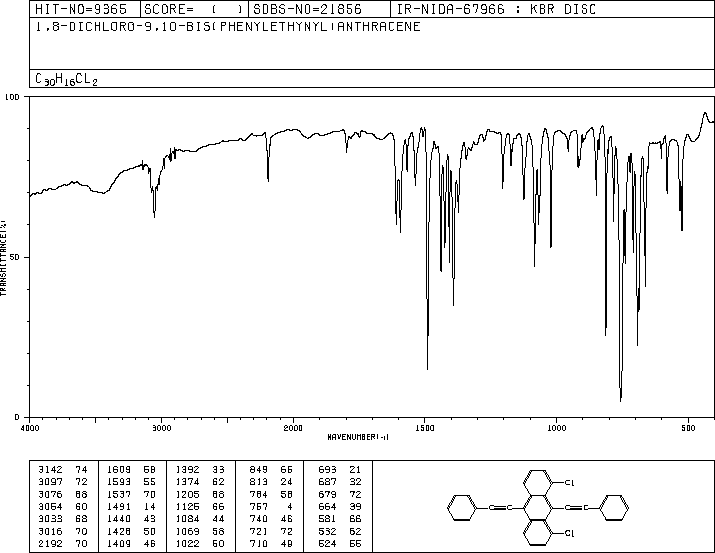 HIT-NO=9365 SCORE= ( ) SDBS-NO=21856 IR-NIDA-67966 : KBR DISC
1,8-DICHLORO-9,10-BIS(PHENYLETHYNYL)ANTHRACENE
C30H16CL2
100
50
0
TRANSMITTANCE(%)
4000 3000 2000 1500 1000 500
WAVENUMBER(-1)
3142 74 1609 58 1392 33 849 66 693 21
3097 72 1593 55 1374 62 813 24 687 32
3076 68 1537 70 1205 68 784 58 679 72
3054 60 1491 14 1126 66 757 4 664 39
3033 68 1440 43 1084 44 740 46 581 66
3016 70 1428 50 1069 58 721 72 532 62
2192 70 1409 46 1022 50 710 49 524 55
Cl
Cl